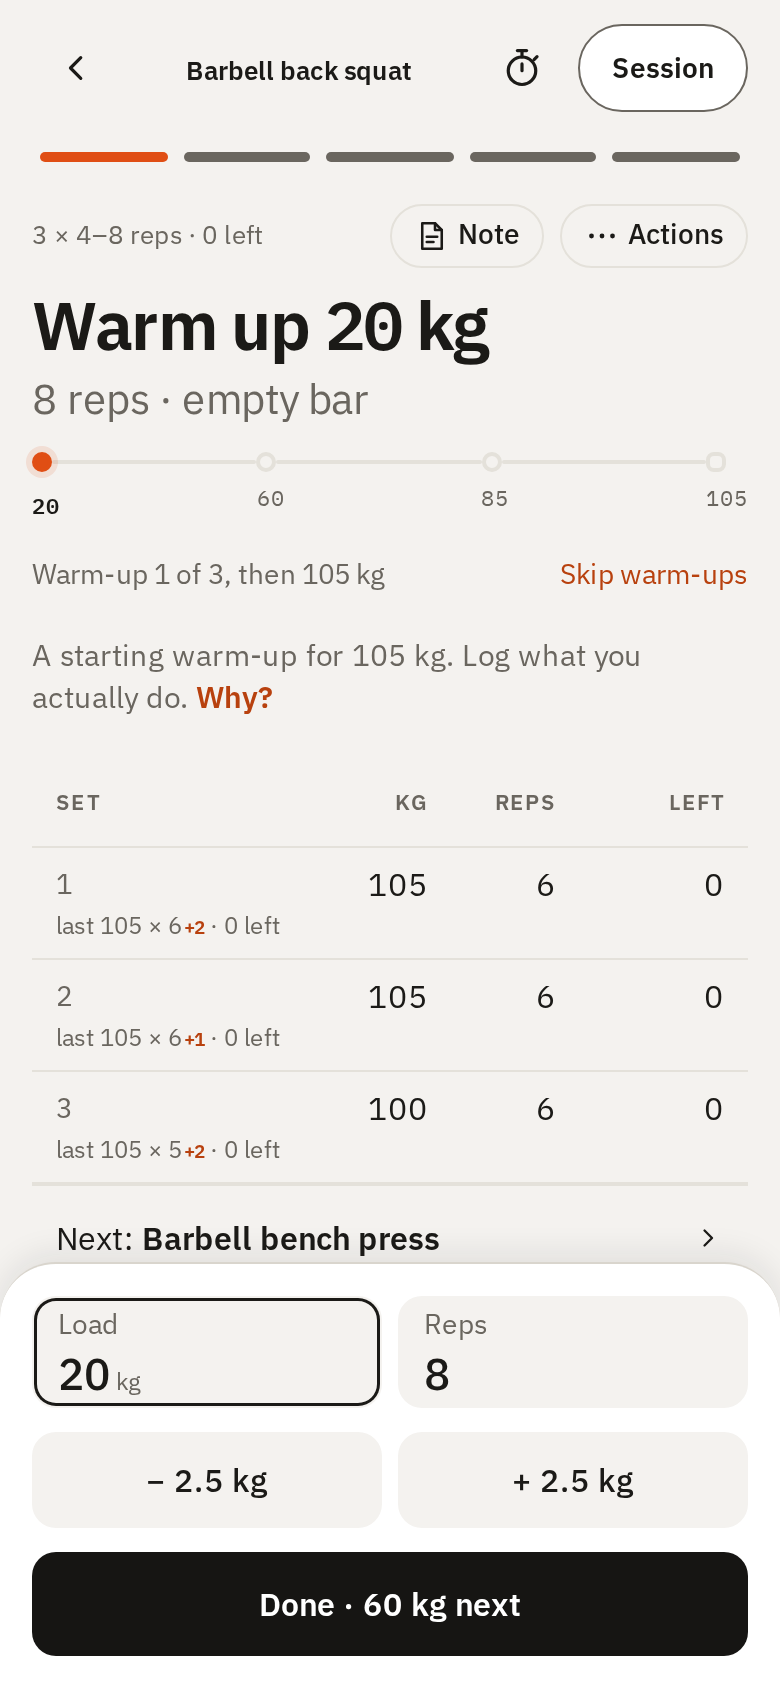 Barbell back squat
Session
3 × 4–8 reps · 0 left
Note
··· Actions
Warm up 20 kg
8 reps · empty bar
20 60 85 105
Warm-up 1 of 3, then 105 kg
Skip warm-ups
A starting warm-up for 105 kg. Log what you
actually do. Why?
SET KG REPS LEFT
1 105 6 0
last 105 × 6 +2 · 0 left
2 105 6 0
last 105 × 6 +1 · 0 left
3 100 6 0
last 105 × 5 +2 · 0 left
Next: Barbell bench press
Load
20 kg
Reps
8
− 2.5 kg
+ 2.5 kg
Done · 60 kg next